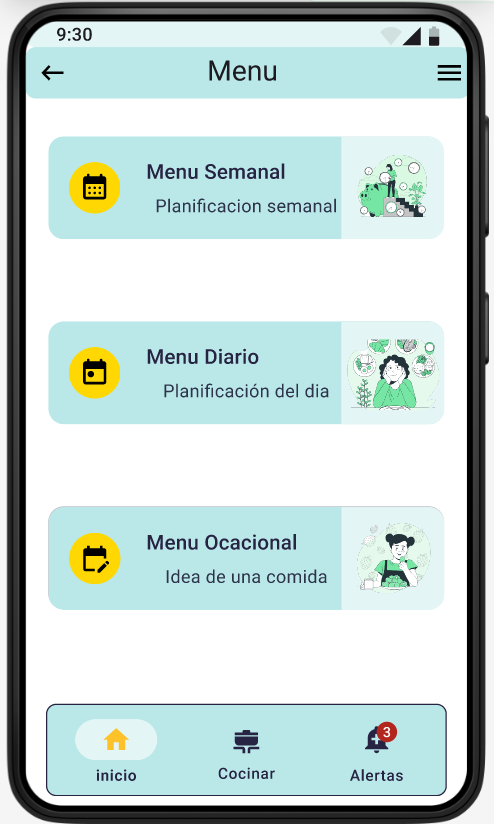 9:30
Menu
Menu Semanal
Planificacion semanal
Menu Diario
Planificación del dia
Menu Ocacional
Idea de una comida
3
inicio
Cocinar
Alertas